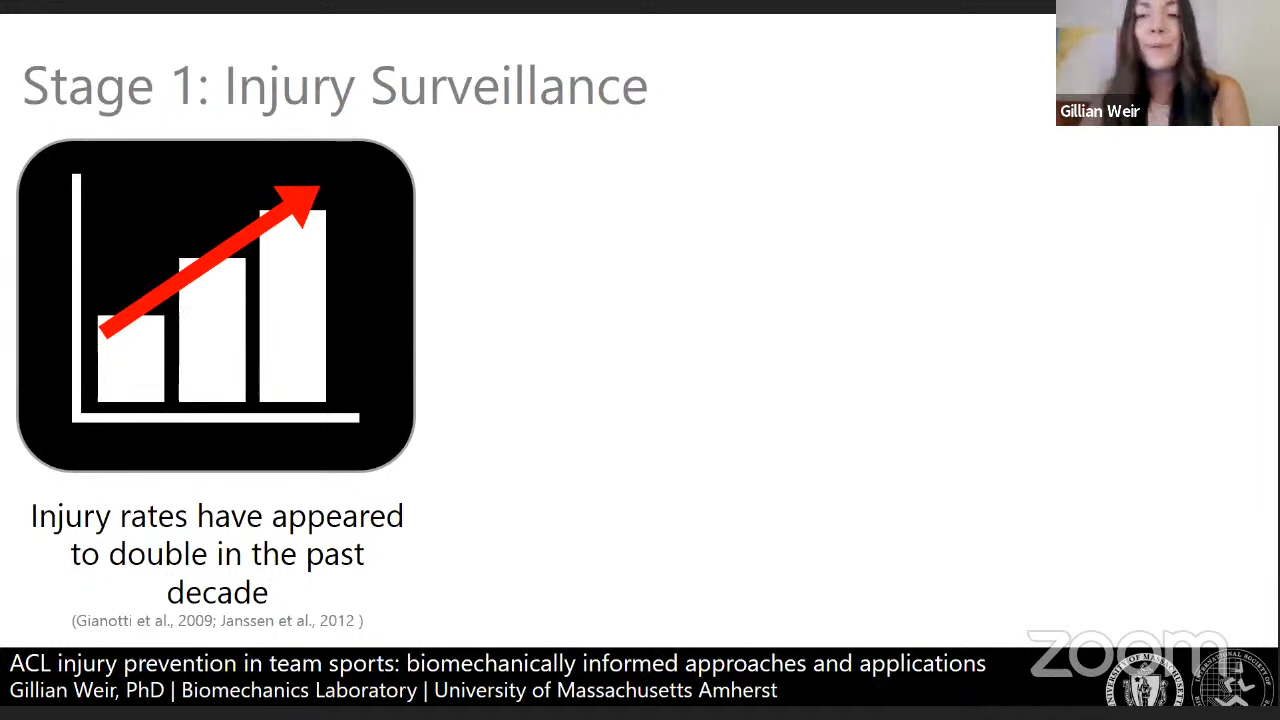 Stage 1: Injury Surveillance
Gillian Weir
Injury rates have appeared
to double in the past
decade
(Gianotti et al., 2009; Janssen et al., 2012 )
zoom
ACL injury prevention in team sports: biomechanically informed approaches and applications
Gillian Weir, PhD | Biomechanics Laboratory | University of Massachusetts Amherst